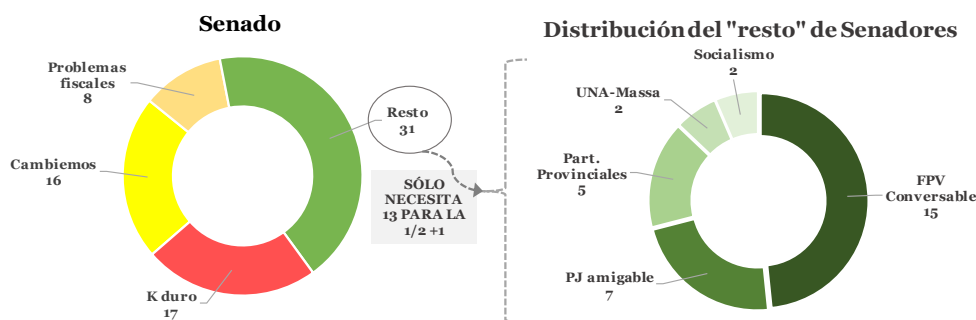 Senado
Problemas
fiscales
8
Resto
31
Cambiemos
16
K duro
17
SÓLO
NECESITA
13 PARA LA
1/2 +1
Distribución del "resto" de Senadores
Socialismo
2
UNA-Massa
2
Part.
Provinciales
5
FPV
Conversable
15
PJ amigable
7